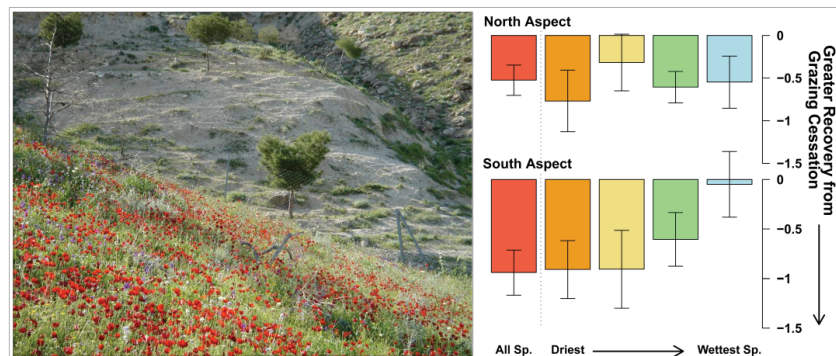 North Aspect
0
−0.5
−1
−1.5
South Aspect
0
−0.5
−1
−1.5
Greater Recovery from
Grazing Cessation
All Sp.
Driest
Wettest Sp.